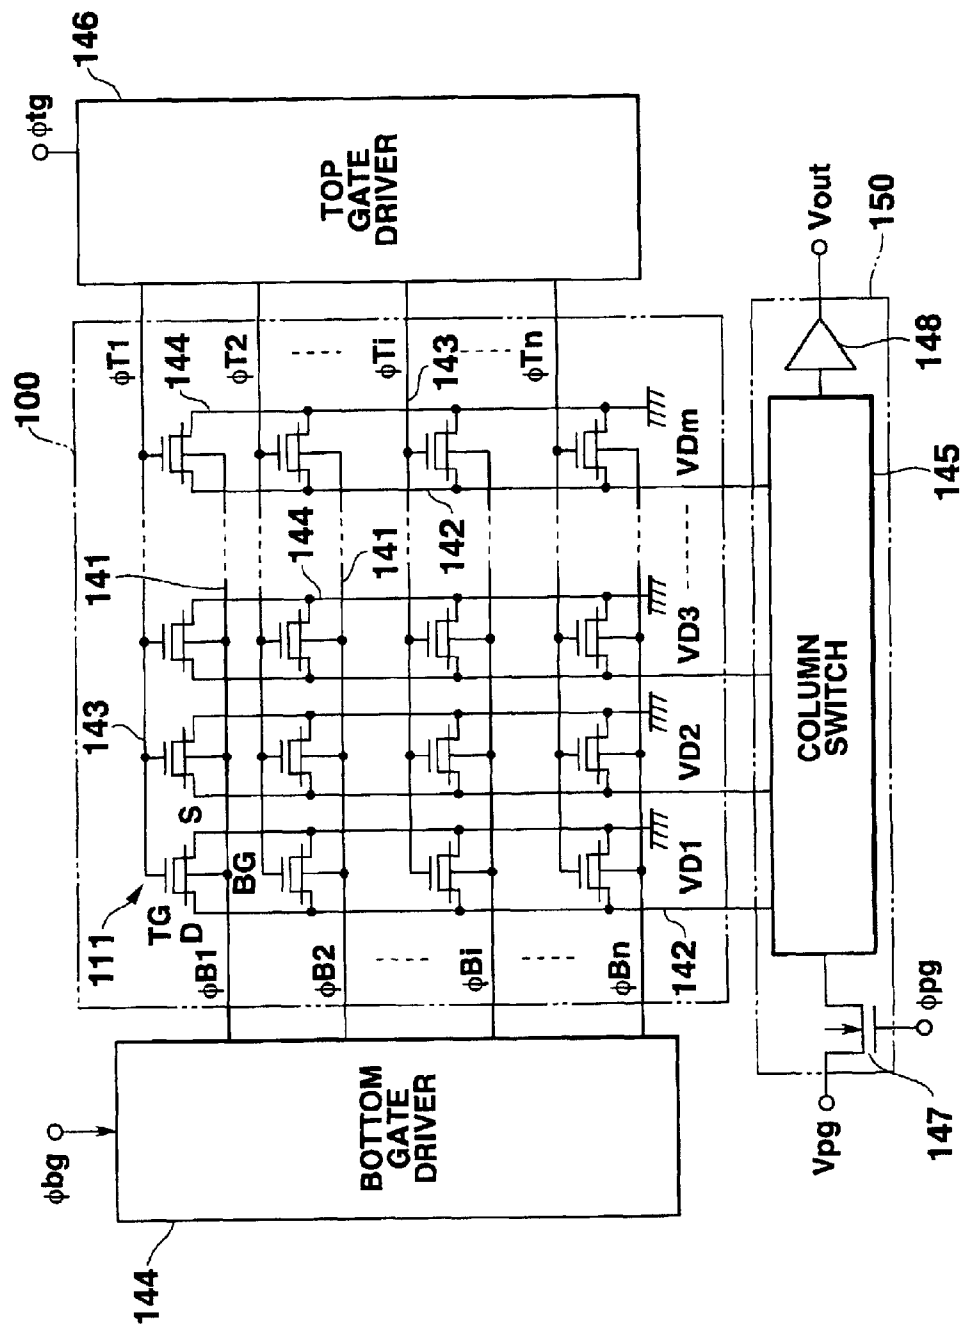 146
ϕtg
TOP
GATE
DRIVER
100
ϕT1
144
ϕT2
ϕTi
143
ϕTn
141
144
141
142
143
VDm
S
VD3
VD2
BG
VD1
TG
D
111
ϕB1
ϕB2
ϕBi
ϕBn
142
ϕbg
BOTTOM
GATE
DRIVER
144
Vout
150
148
145
COLUMN
SWITCH
Vpg
ϕpg
147